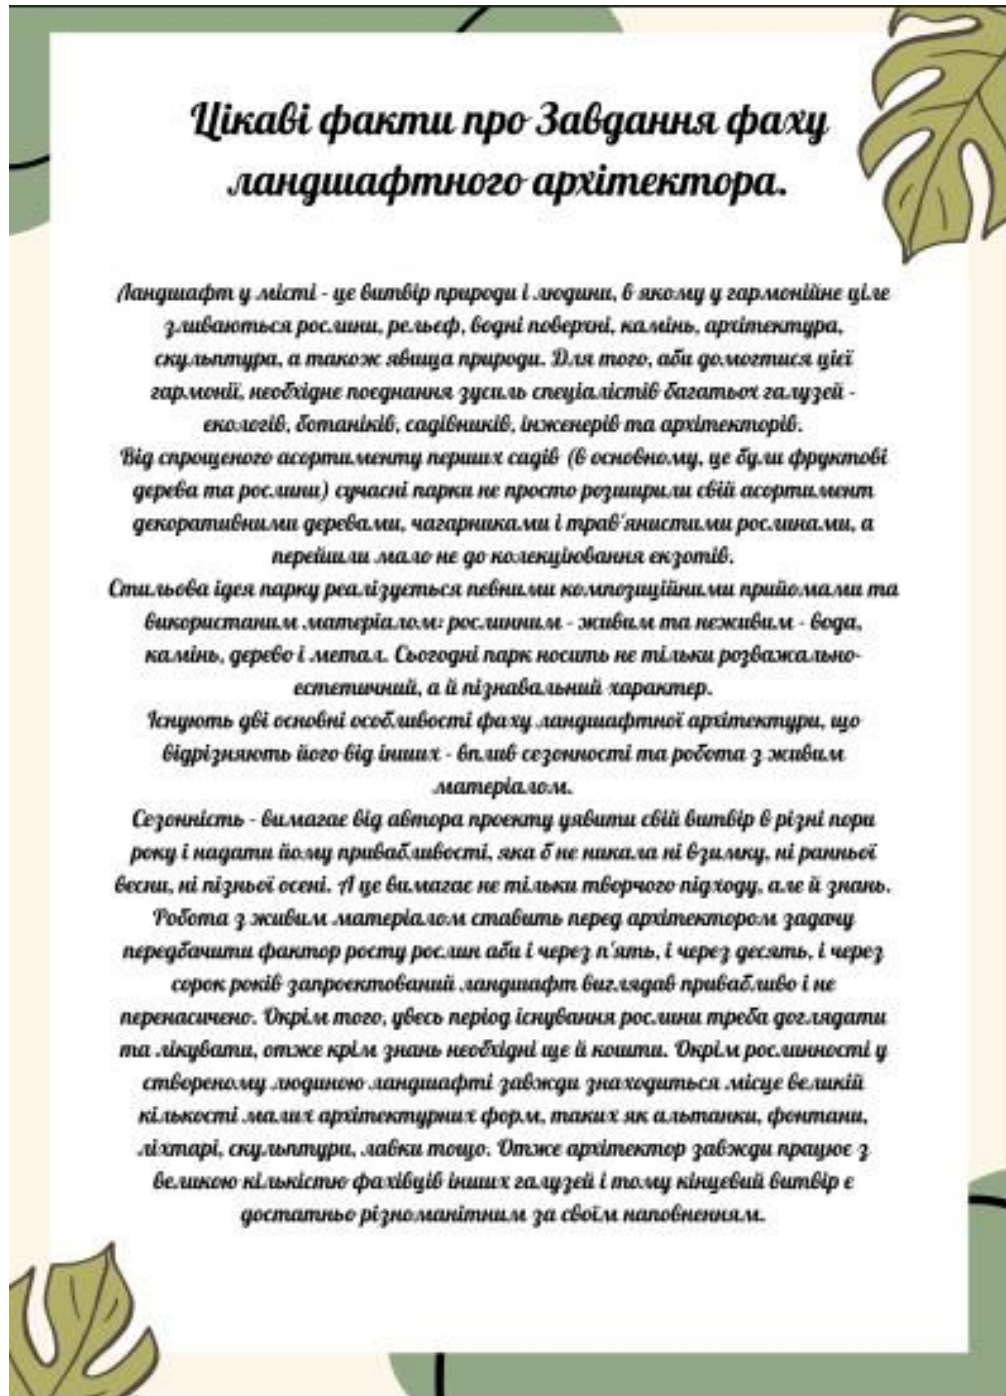 Цікаві факти про Завдання фаху
ландшафтного архітектора.
Ландшафт у місті - це витвір природи і людини, в якому у гармонійне ціле
зливаються рослини, рельєф, водні поверхні, камінь, архітектура,
скульптура, а також явища природи. Для того, аби домогтися цієї
гармонії, необхідне поєднання зусиль спеціалістів багатьох галузей -
екологів, ботаніків, садівників, інженерів та архітекторів.
Від спрощеного асортименту перших садів (в основному, це були фруктові
дерева та рослини) сучасні парки не просто розширили свій асортимент
декоративними деревами, чагарниками і трав'янистими рослинами, а
перейшли мало не до колекціювання екзотів.
Стильова ідея парку реалізується певними композиційними прийомами та
використаним матеріалом: рослинним - живим та неживим - вода,
камінь, дерево і метал. Сьогодні парк носить не тільки розважально-
естетичний, а й пізнавальний характер.
Існують дві основні особливості фаху ландшафтної архітектури, що
відрізняють його від інших - вплив сезонності та робота з живим
матеріалом.
Сезонність - вимагає від автора проекту уявити свій витвір в різні пори
року і надати йому привабливості, яка б не никала ні взимку, ні ранньої
весни, ні пізньої осені. А це вимагає не тільки творчого підходу, але й знань.
Робота з живим матеріалом ставить перед архітектором задачу
передбачити фактор росту рослин аби і через п'ять, і через десять, і через
сорок років запроектований ландшафт виглядав привабливо і не
перенасичено. Окрім того, увесь період існування рослини треба доглядати
та лікувати, отже крім знань необхідні ще й кошти. Окрім рослинності у
створеному людиною ландшафті завжди знаходиться місце великій
кількості малих архітектурних форм, таких як альтанки, фонтани,
ліхтарі, скульптури, лавки тощо. Отже архітектор завжди працює з
великою кількістю фахівців інших галузей і тому кінцевий витвір є
достатньо різноманітним за своїм наповненням.